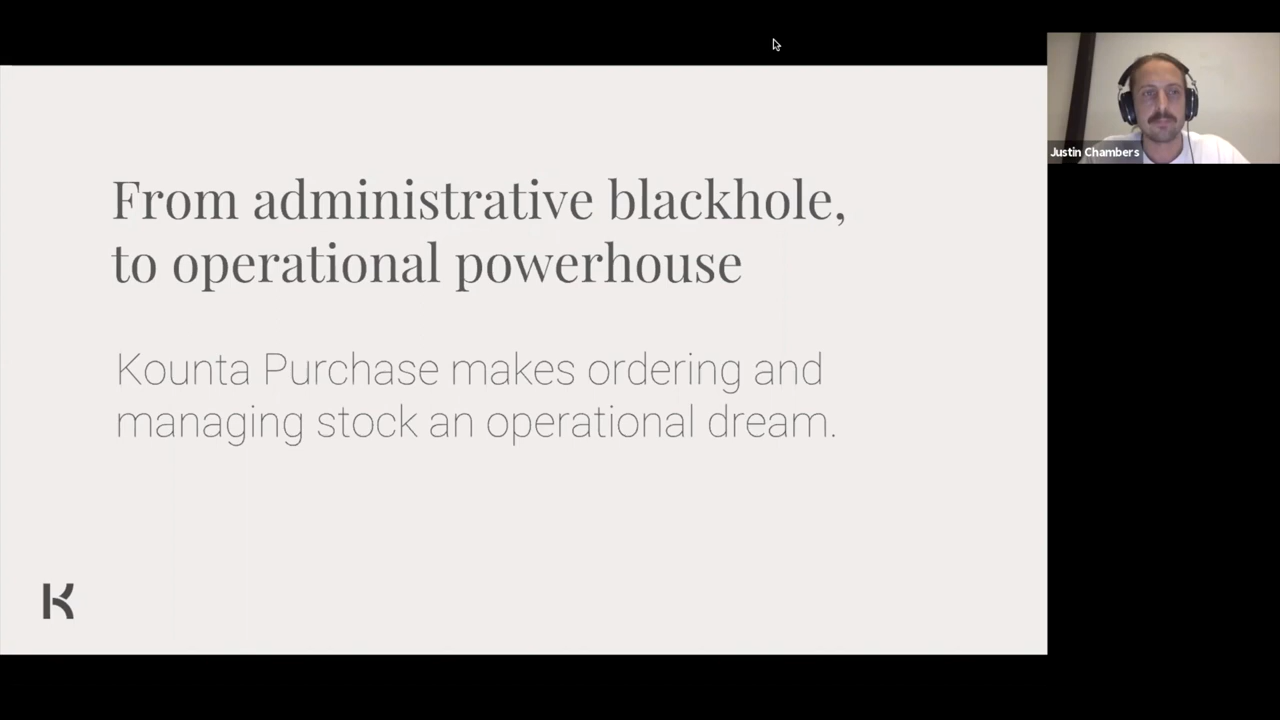 From administrative blackhole,
to operational powerhouse
Kounta Purchase makes ordering and
managing stock an operational dream.
Justin Chambers